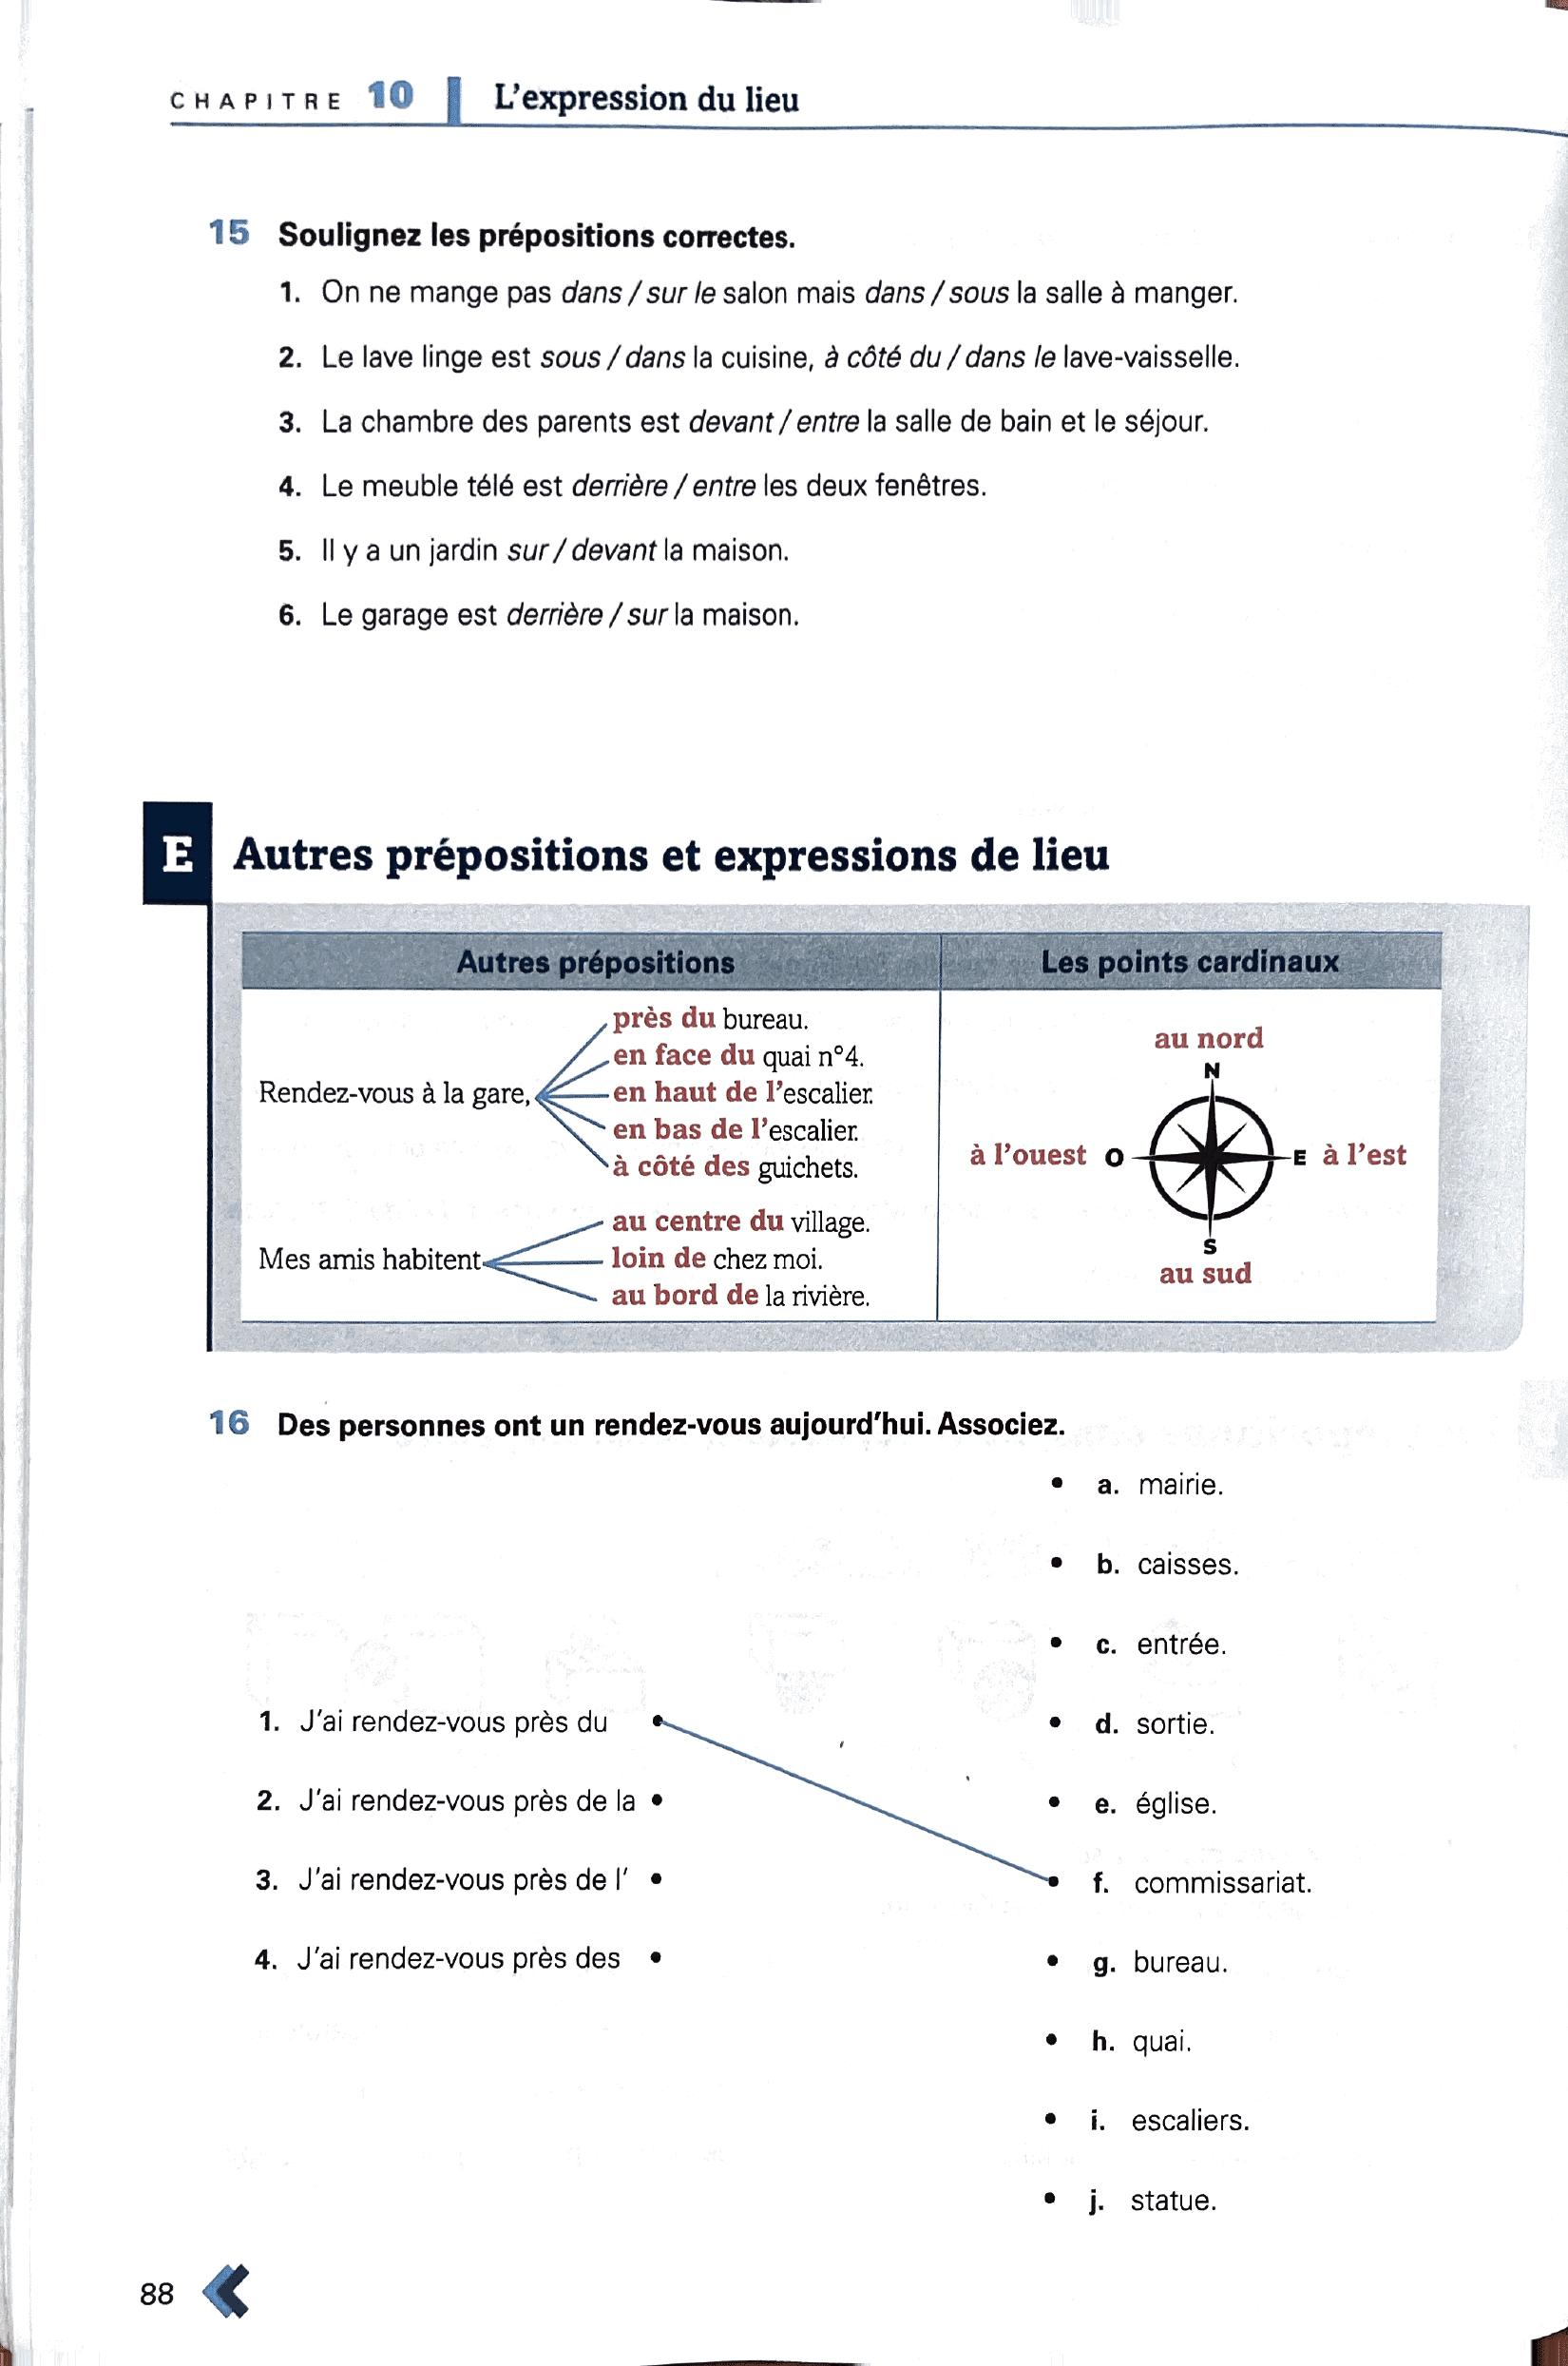 CHAPITRE 10 L'expression du lieu
15 Soulignez les prépositions correctes.
1. On ne mange pas dans / sur le salon mais dans / sous la salle à manger.
2. Le lave linge est sous / dans la cuisine, à côté du / dans le lave-vaisselle.
3. La chambre des parents est devant / entre la salle de bain et le séjour.
4. Le meuble télé est derrière / entre les deux fenêtres.
5. Il y a un jardin sur / devant la maison.
6. Le garage est derrière / sur la maison.
E Autres prépositions et expressions de lieu
Autres prépositions
Rendez-vous à la gare,
près du bureau.
en face du quai n°4.
en haut de l'escalier.
en bas de l'escalier.
à côté des guichets.
Mes amis habitent
au centre du village.
loin de chez moi.
au bord de la rivière.
Les points cardinaux
au nord
N
à l'ouest O E à l'est
S
au sud
16 Des personnes ont un rendez-vous aujourd'hui. Associez.
1. J'ai rendez-vous près du
2. J'ai rendez-vous près de la
3. J'ai rendez-vous près de l'
4. J'ai rendez-vous près des
a. mairie.
b. caisses.
c. entrée.
d. sortie.
e. église.
f. commissariat.
g. bureau.
h. quai.
i. escaliers.
j. statue.
88